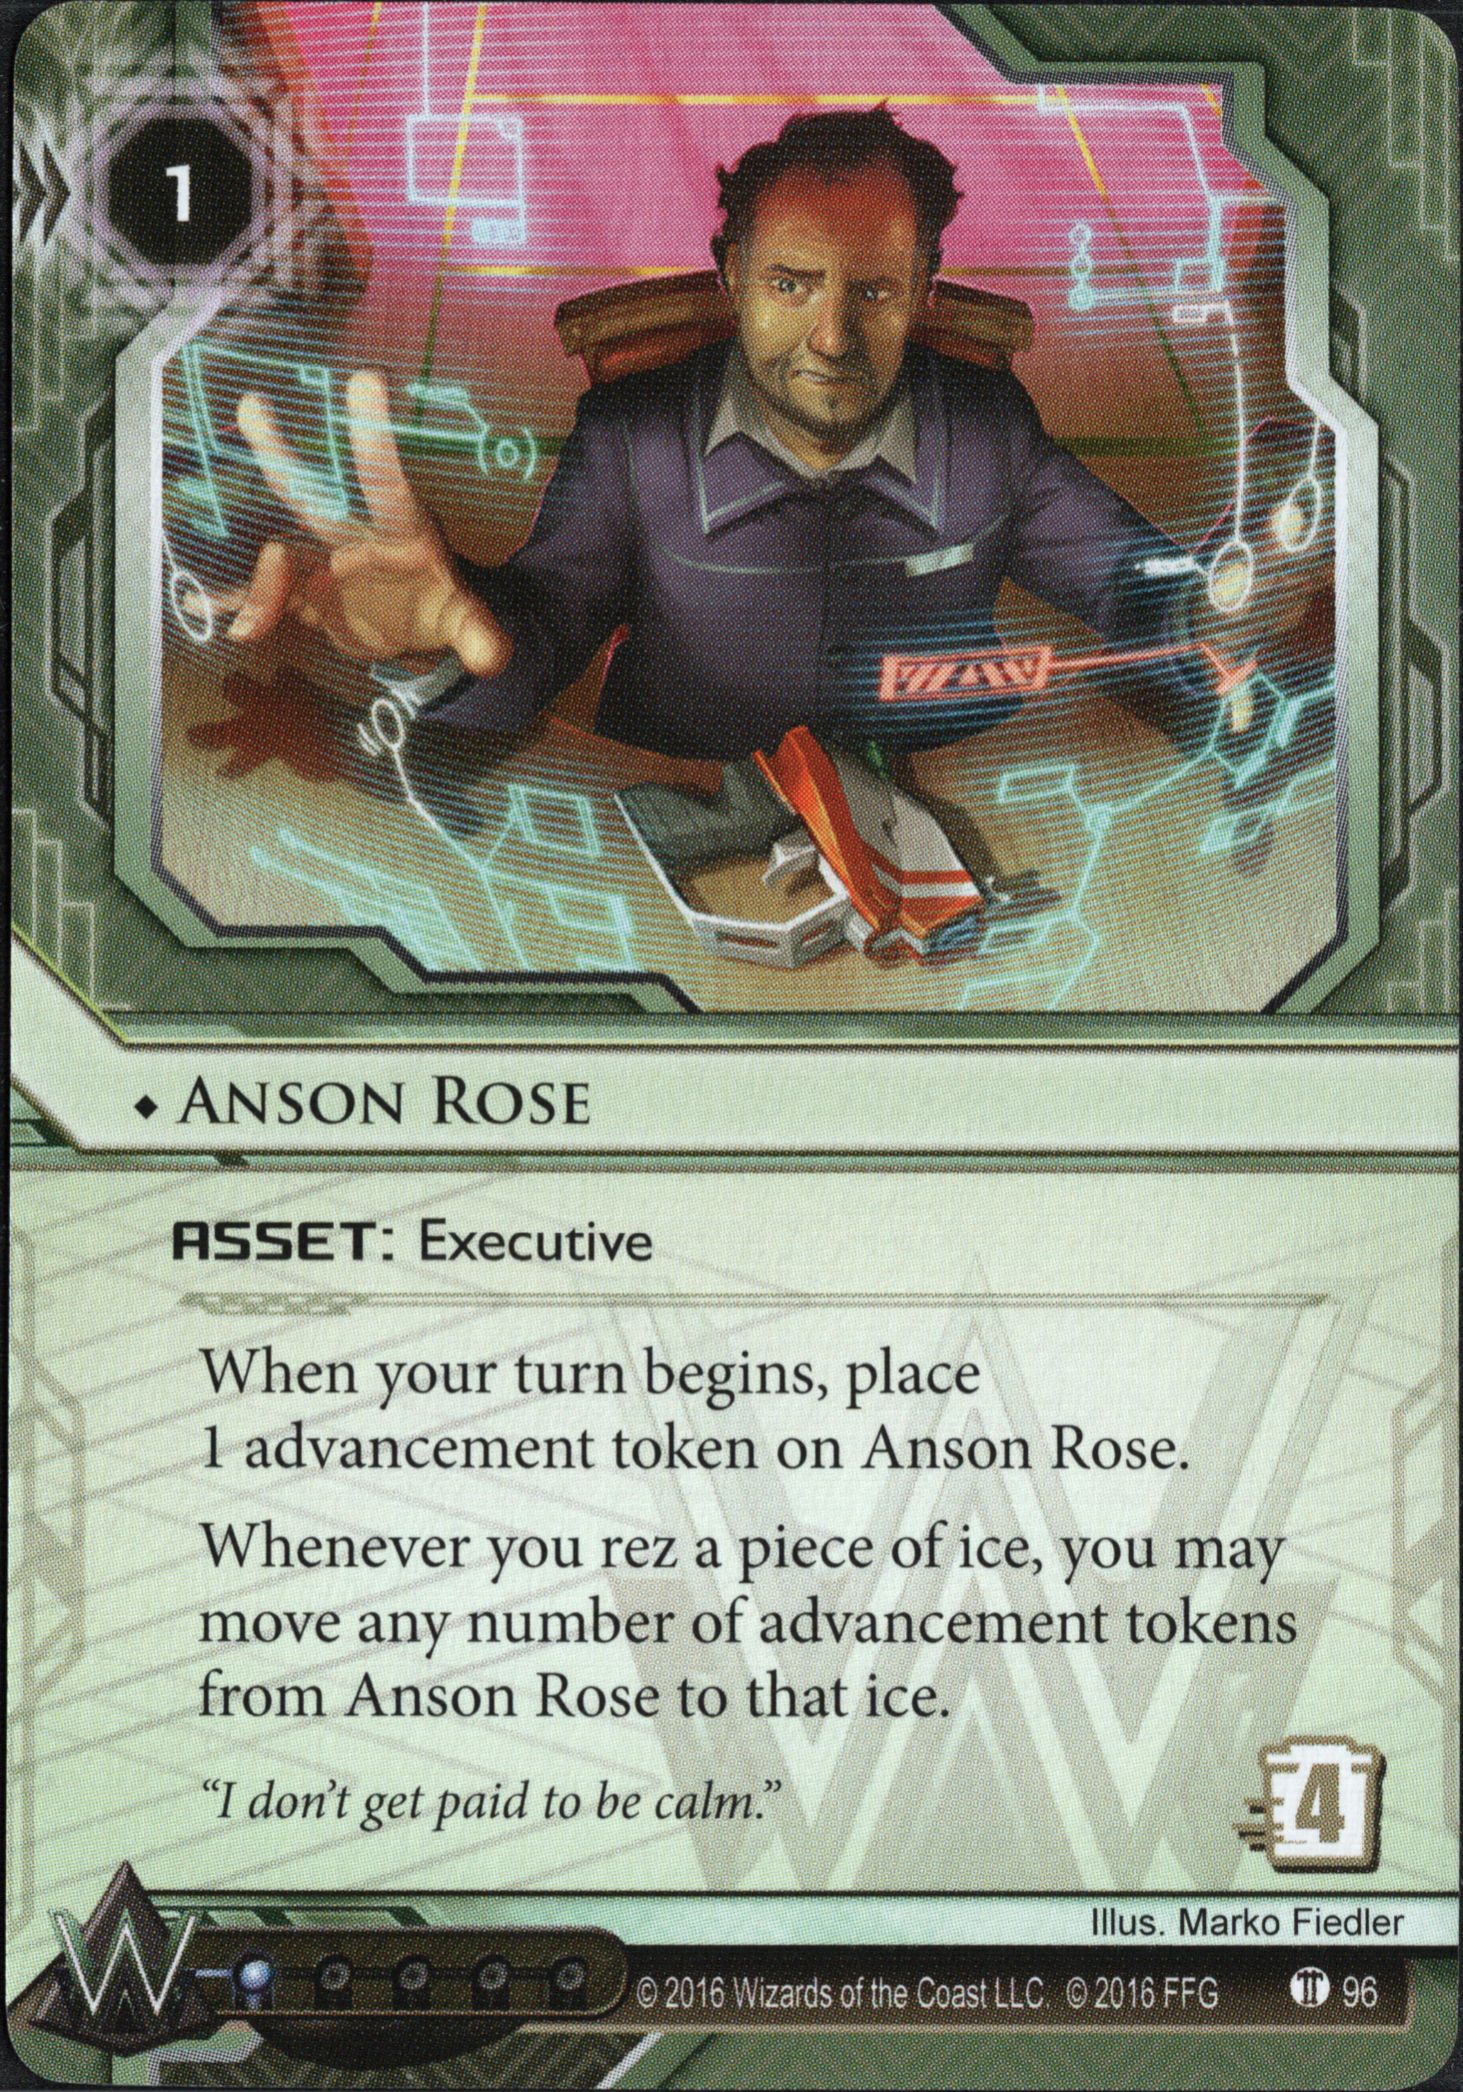 1
◆ ANSON ROSE
ASSET: Executive
When your turn begins, place
1 advancement token on Anson Rose.
Whenever you rez a piece of ice, you may
move any number of advancement tokens
from Anson Rose to that ice.
“I don’t get paid to be calm.”
4
Illus. Marko Fiedler
W
© 2016 Wizards of the Coast LLC. © 2016 FFG 96